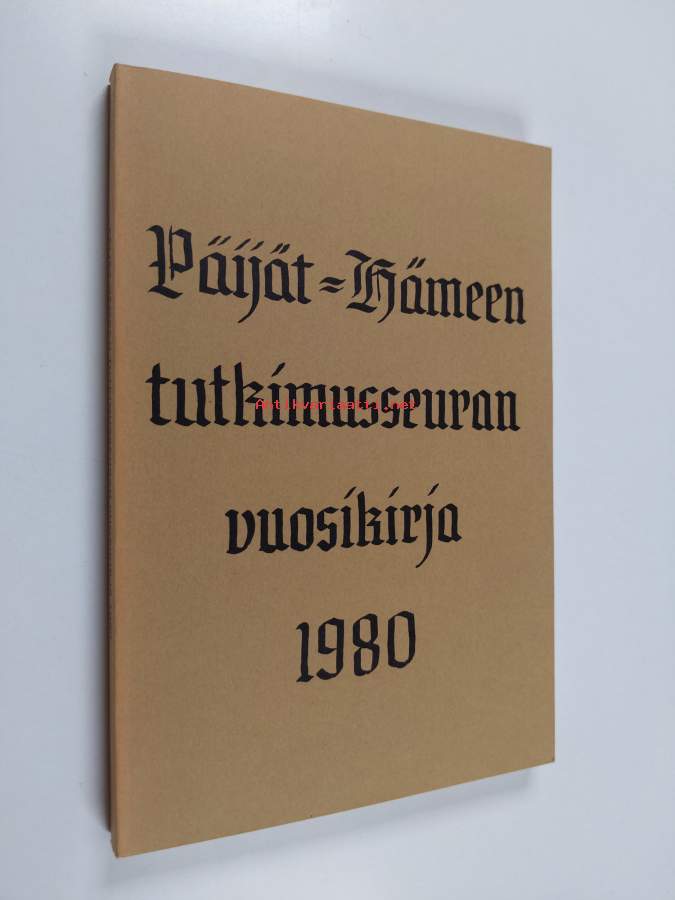 Päijät=Hämeen
tutkimusseuran
Antikvariaatti.net
vuosikirja
1980